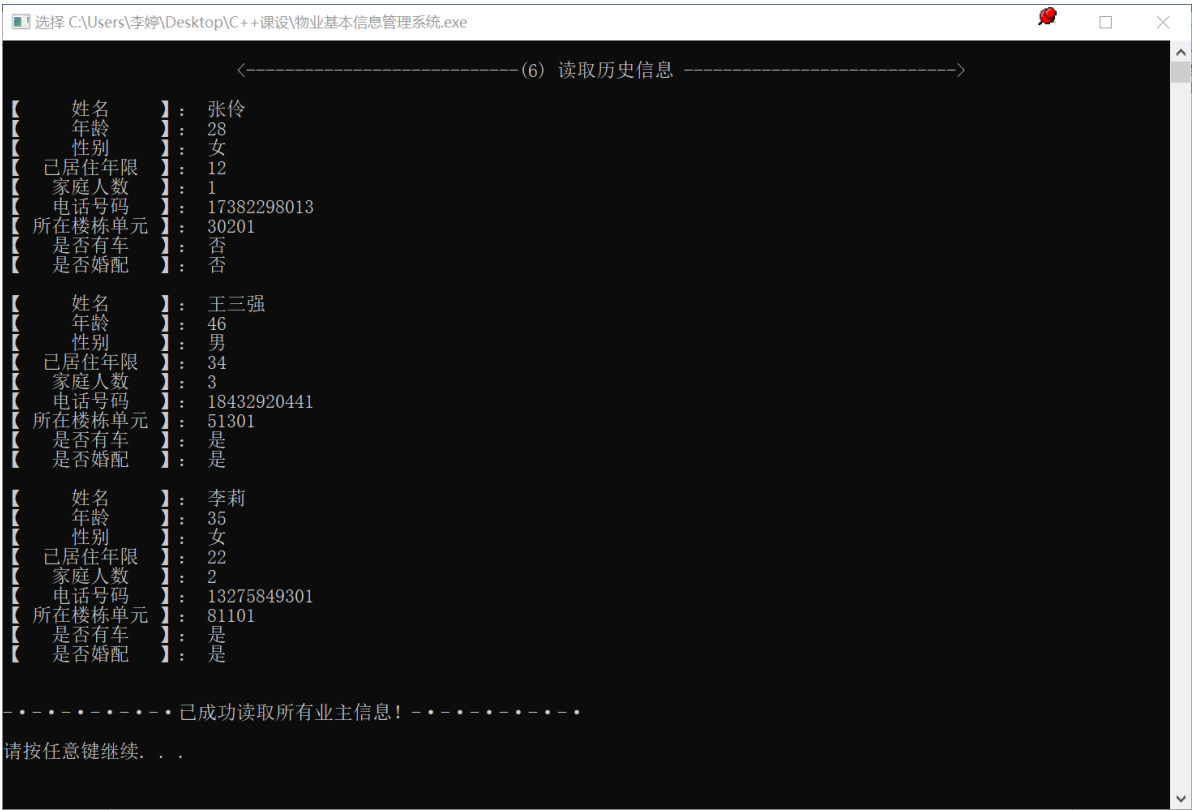 选择 C:\Users\李婷\Desktop\C++课设\物业基本信息管理系统.exe
<----------------------------(6) 读取历史信息 ---------------------------->
【 姓名 】: 张伶
【 年龄 】: 28
【 性别 】: 女
【 已居住年限 】: 12
【 家庭人数 】: 1
【 电话号码 】: 17382298013
【 所在楼栋单元 】: 30201
【 是否有车 】: 否
【 是否婚配 】: 否
【 姓名 】: 王三强
【 年龄 】: 46
【 性别 】: 男
【 已居住年限 】: 34
【 家庭人数 】: 3
【 电话号码 】: 18432920441
【 所在楼栋单元 】: 51301
【 是否有车 】: 是
【 是否婚配 】: 是
【 姓名 】: 李莉
【 年龄 】: 35
【 性别 】: 女
【 已居住年限 】: 22
【 家庭人数 】: 2
【 电话号码 】: 13275849301
【 所在楼栋单元 】: 81101
【 是否有车 】: 是
【 是否婚配 】: 是
-·-·-·-·-·-·已成功读取所有业主信息!-·-·-·-·-·-·
请按任意键继续. . .